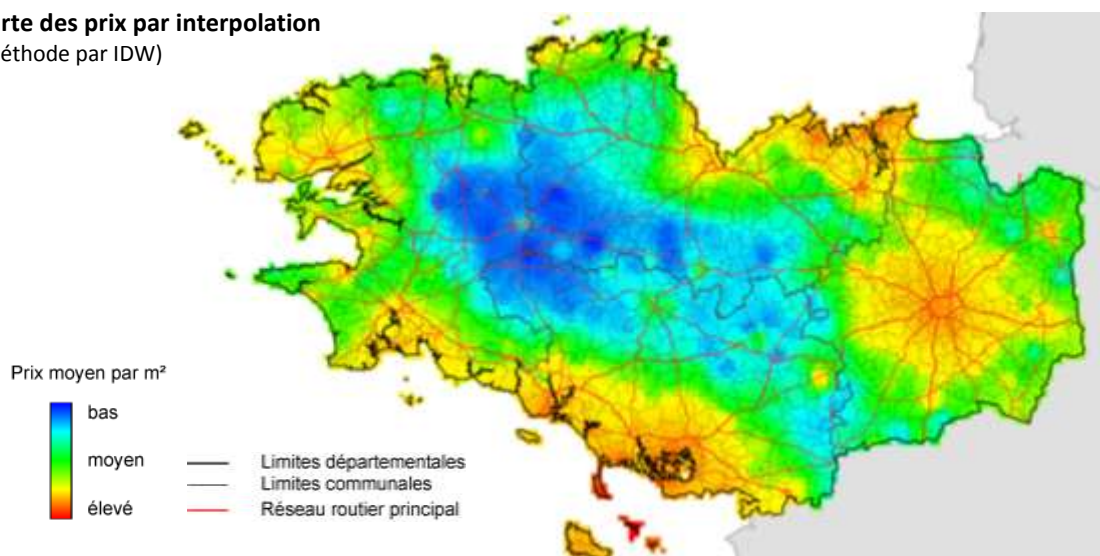 rte des prix par interpolation
éthode par IDW)
Prix moyen par m²
bas
moyen
élevé
Limites départementales
Limites communales
Réseau routier principal